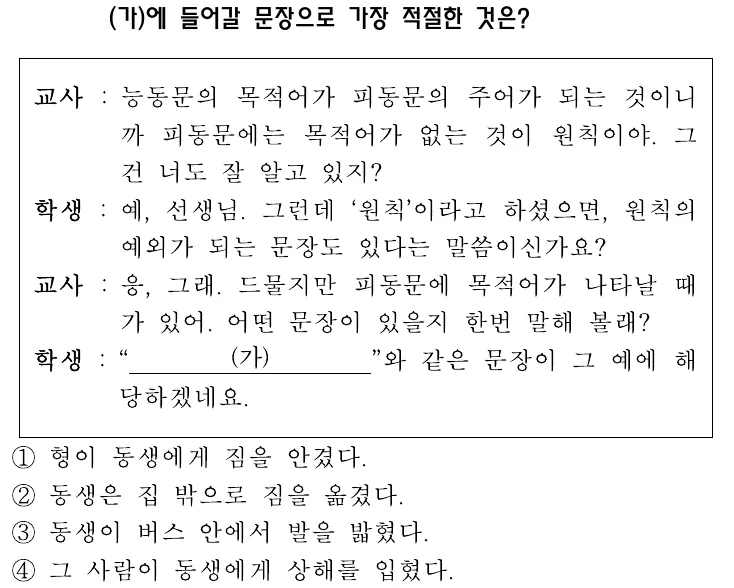 (가)에 들어갈 문장으로 가장 적절한 것은?
교사 : 능동문의 목적어가 피동문의 주어가 되는 것이니
까 피동문에는 목적어가 없는 것이 원칙이야. 그
건 너도 잘 알고 있지?
학생 : 예, 선생님. 그런데 ‘원칙’이라고 하셨으면, 원칙의
예외가 되는 문장도 있다는 말씀이신가요?
교사 : 응, 그래. 드물지만 피동문에 목적어가 나타날 때
가 있어. 어떤 문장이 있을지 한번 말해 볼래?
학생 : “ (가) ”와 같은 문장이 그 예에 해
당하겠네요.
① 형이 동생에게 짐을 안겼다.
② 동생은 집 밖으로 짐을 옮겼다.
③ 동생이 버스 안에서 발을 밟혔다.
④ 그 사람이 동생에게 상해를 입혔다.